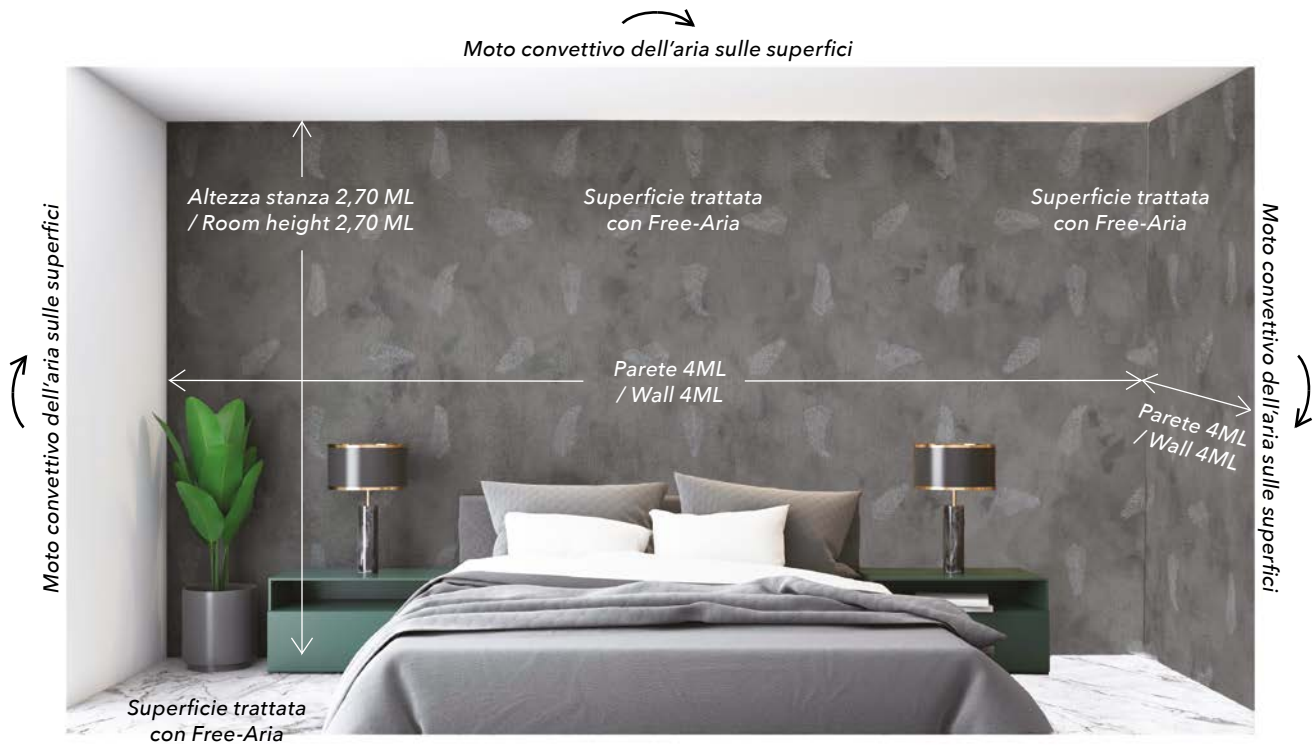 Moto convettivo dell'aria sulle superfici
Altezza stanza 2,70 ML
/ Room height 2,70 ML
Superficie trattata
con Free-Aria
Superficie trattata
con Free-Aria
Moto convettivo dell'aria sulle superfici
Moto convettivo dell'aria sulle superfici
Parete 4ML
/ Wall 4ML
Parete 4ML
/ Wall 4ML
Superficie trattata
con Free-Aria